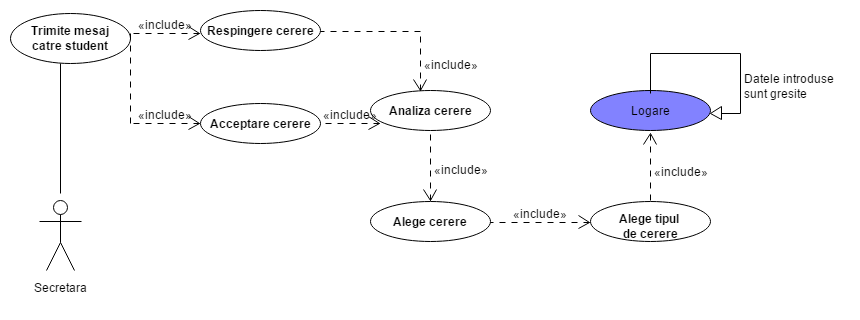 Trimite mesaj
catre student
«include»
Respingere cerere
«include»
«include»
Acceptare cerere
«include»
Analiza cerere
«include»
Alege cerere
«include»
Alege tipul
de cerere
«include»
Logare
Datele introduse
sunt gresite
Secretara